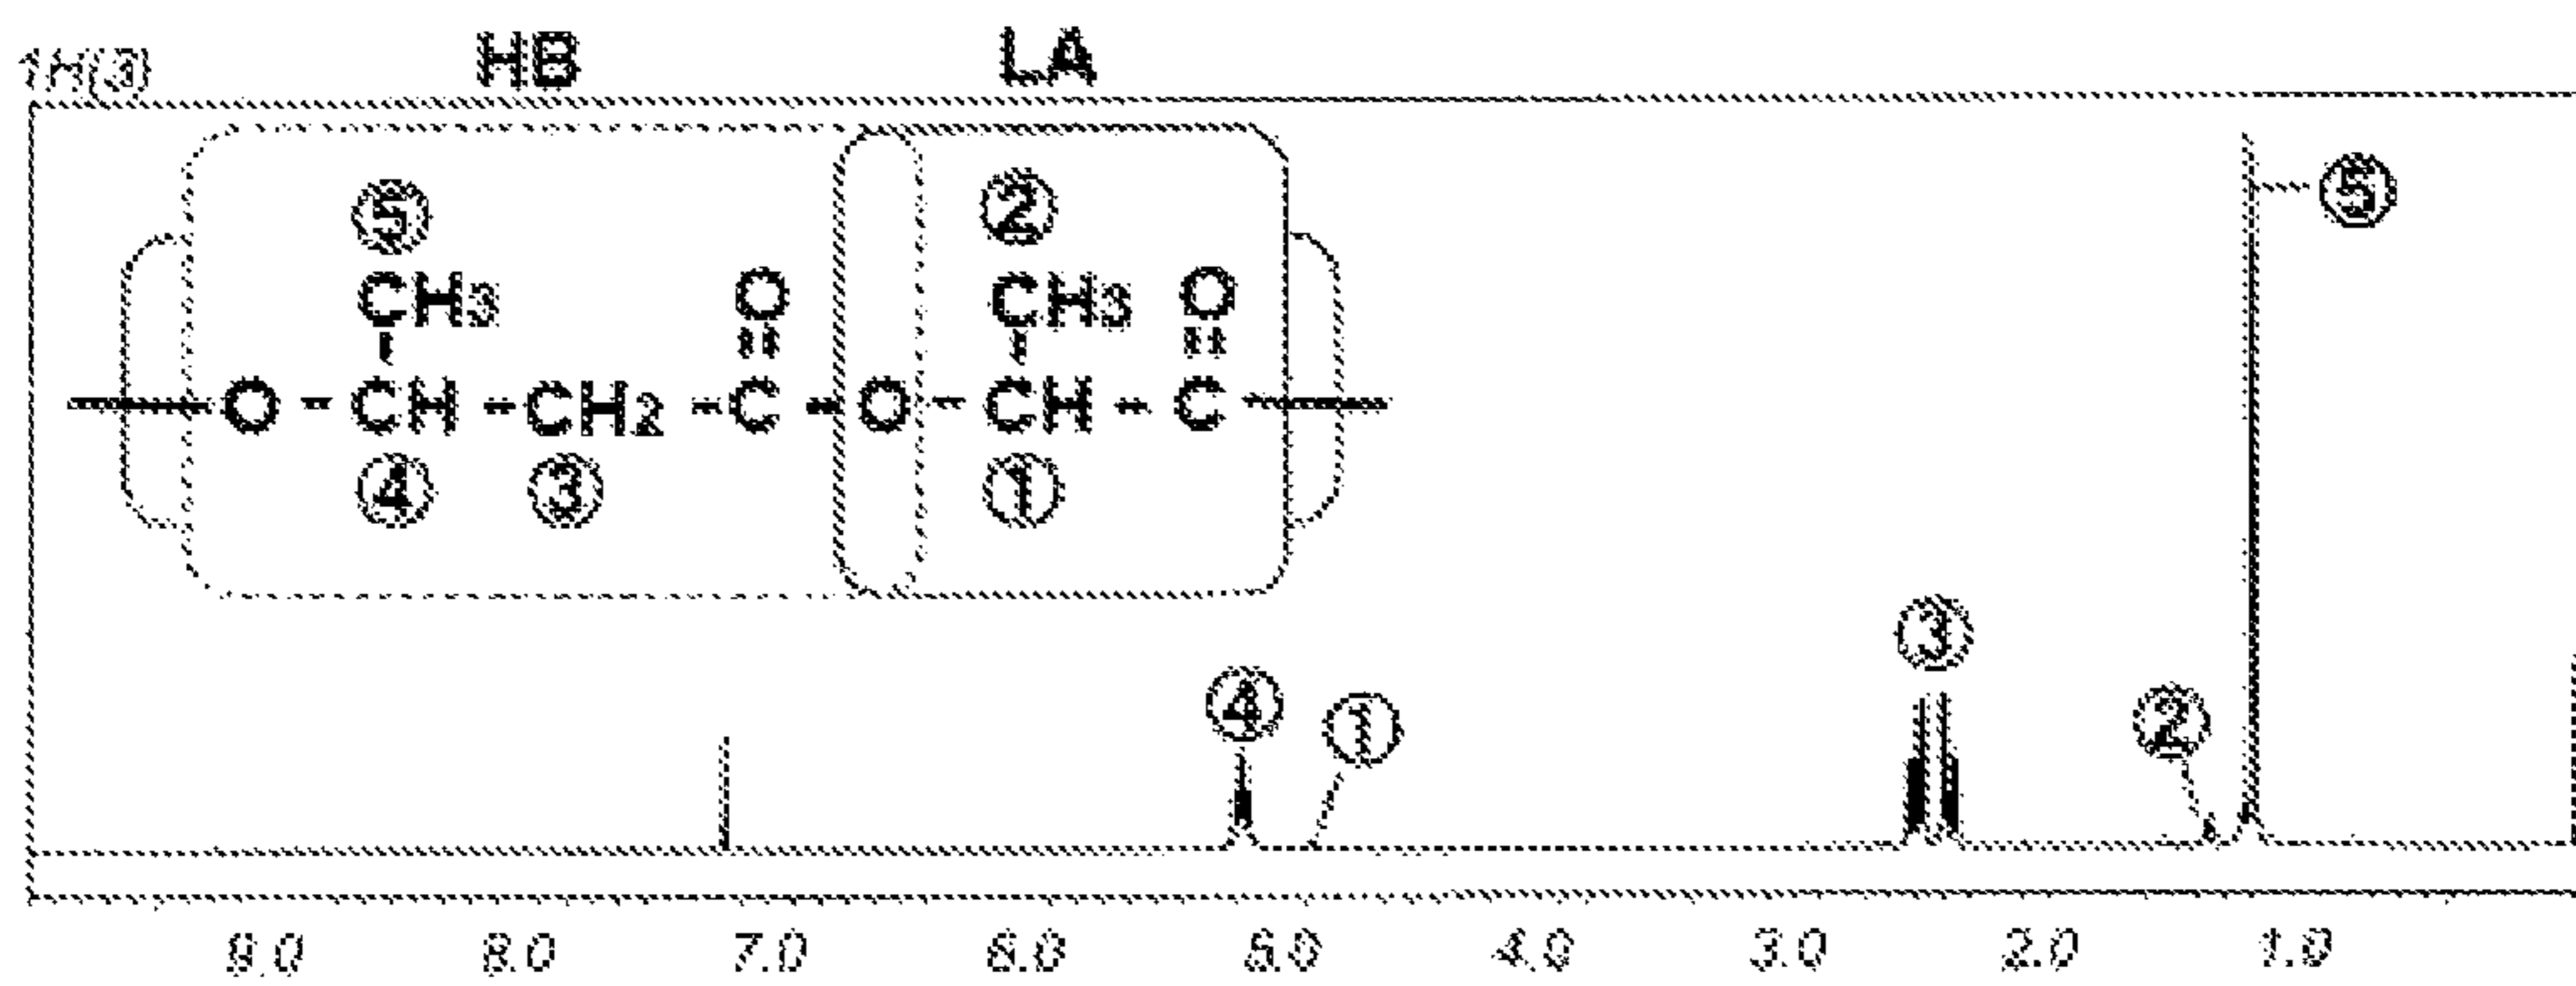 1H(3)
HB LA
⑤ ②
CH3 O CH3 O
O - CH - CH2 - C - O - CH - C
④ ③ ①
⑤
③
④ ① ②
9.0 8.0 7.0 6.0 5.0 4.0 3.0 2.0 1.0